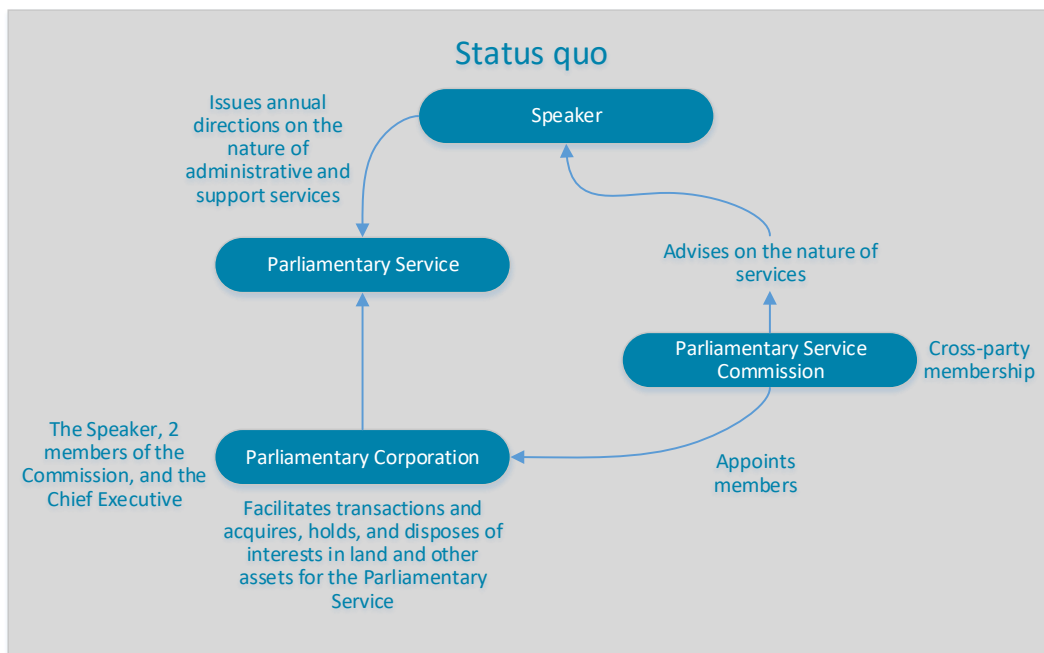 Status quo
Issues annual
directions on the
nature of
administrative and
support services
Speaker
Parliamentary Service
Advises on the nature of
services
Parliamentary Service
Commission
Cross-party
membership
The Speaker, 2
members of the
Commission, and the
Chief Executive
Parliamentary Corporation
Appoints
members
Facilitates transactions and
acquires, holds, and disposes of
interests in land and other
assets for the Parliamentary
Service